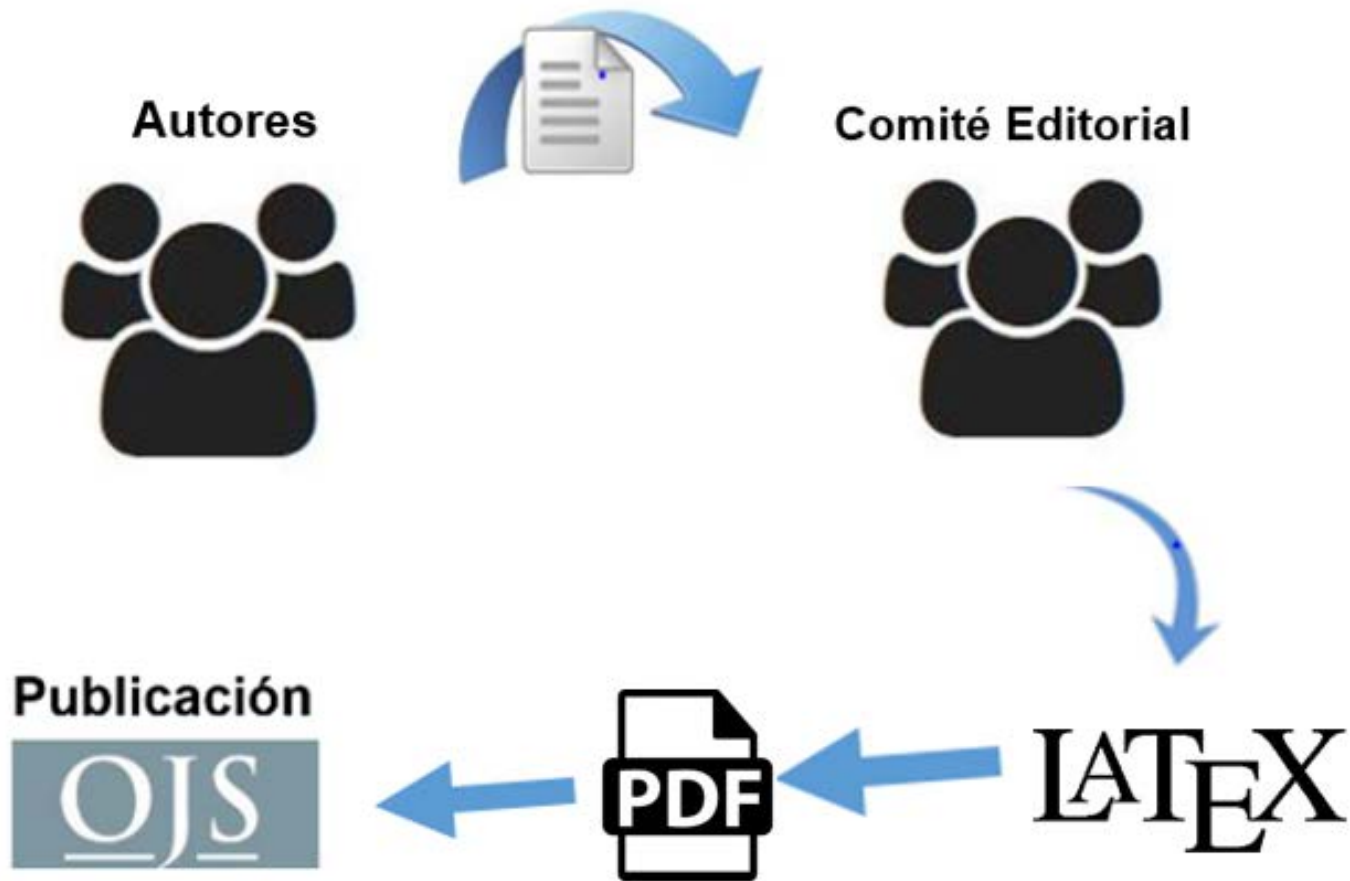 Autores
Comité Editorial
LATEX
PDF
Publicación
OJS